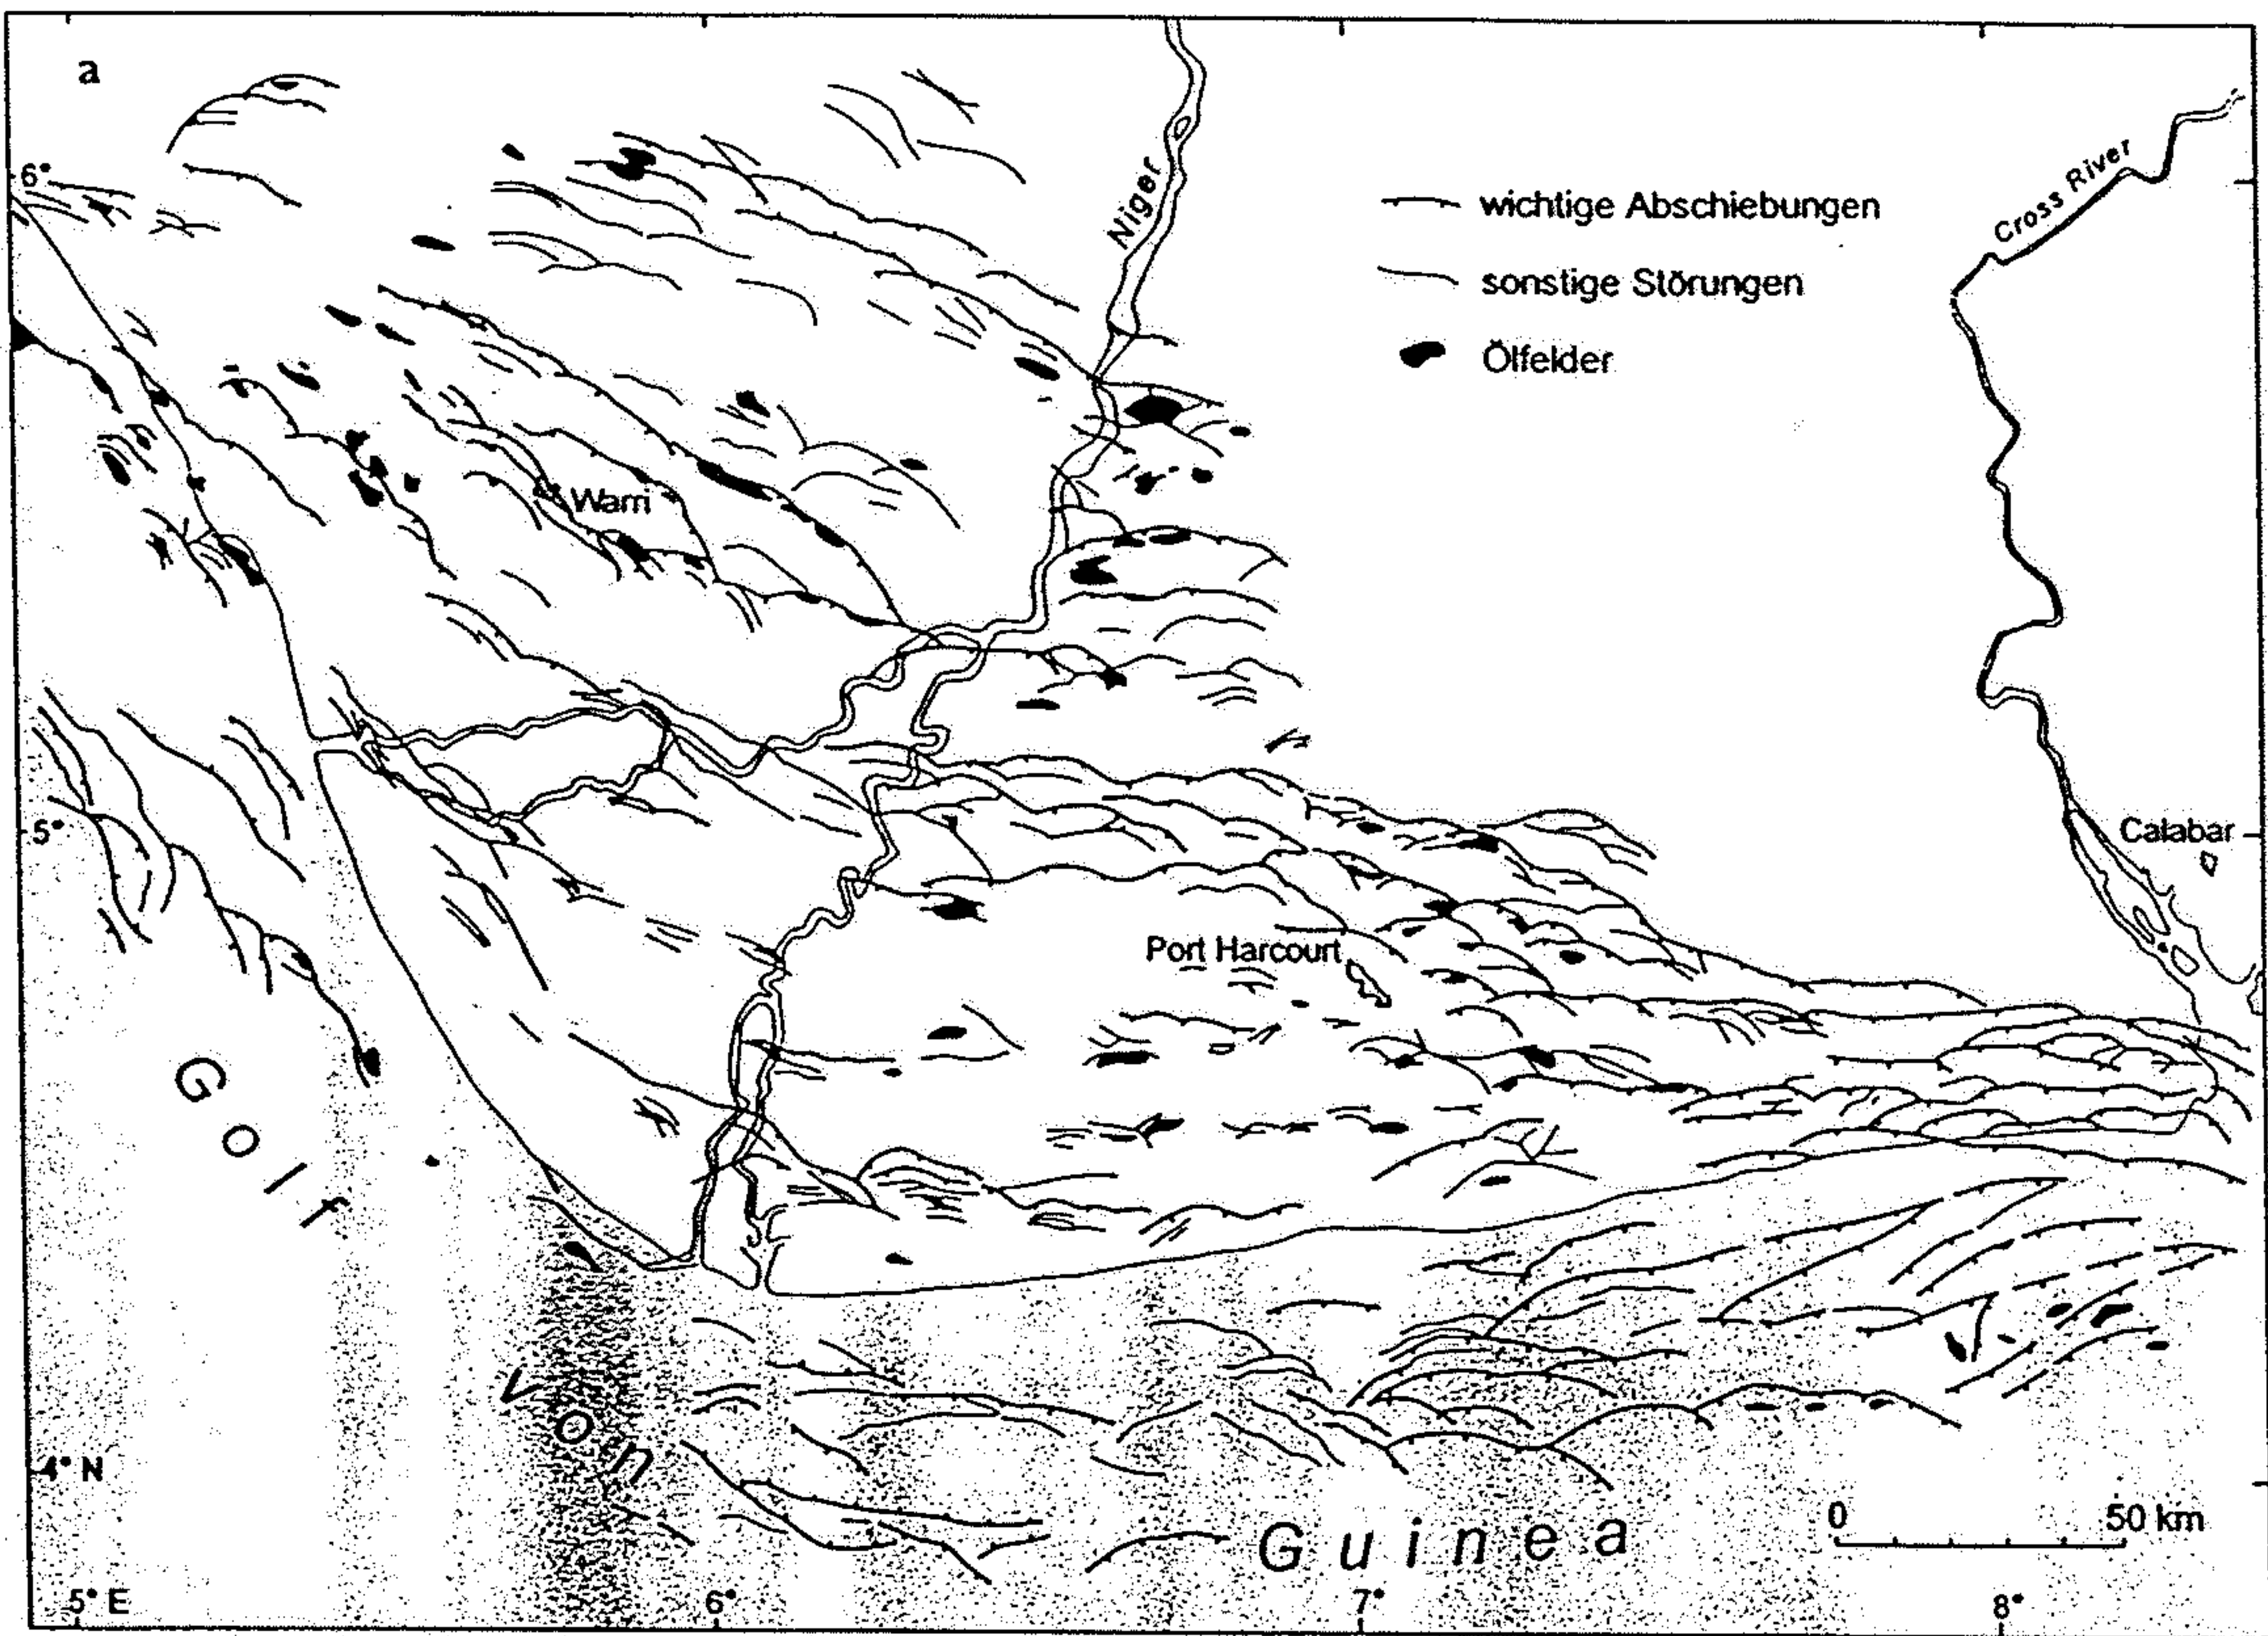 a
6°
Niger
Cross River
wichtige Abschiebungen
sonstige Störungen
Ölfelder
Warri
5°
Calabar
Port Harcourt
Golf
von
Guinea
4° N
0 50 km
5° E 6° 7° 8°